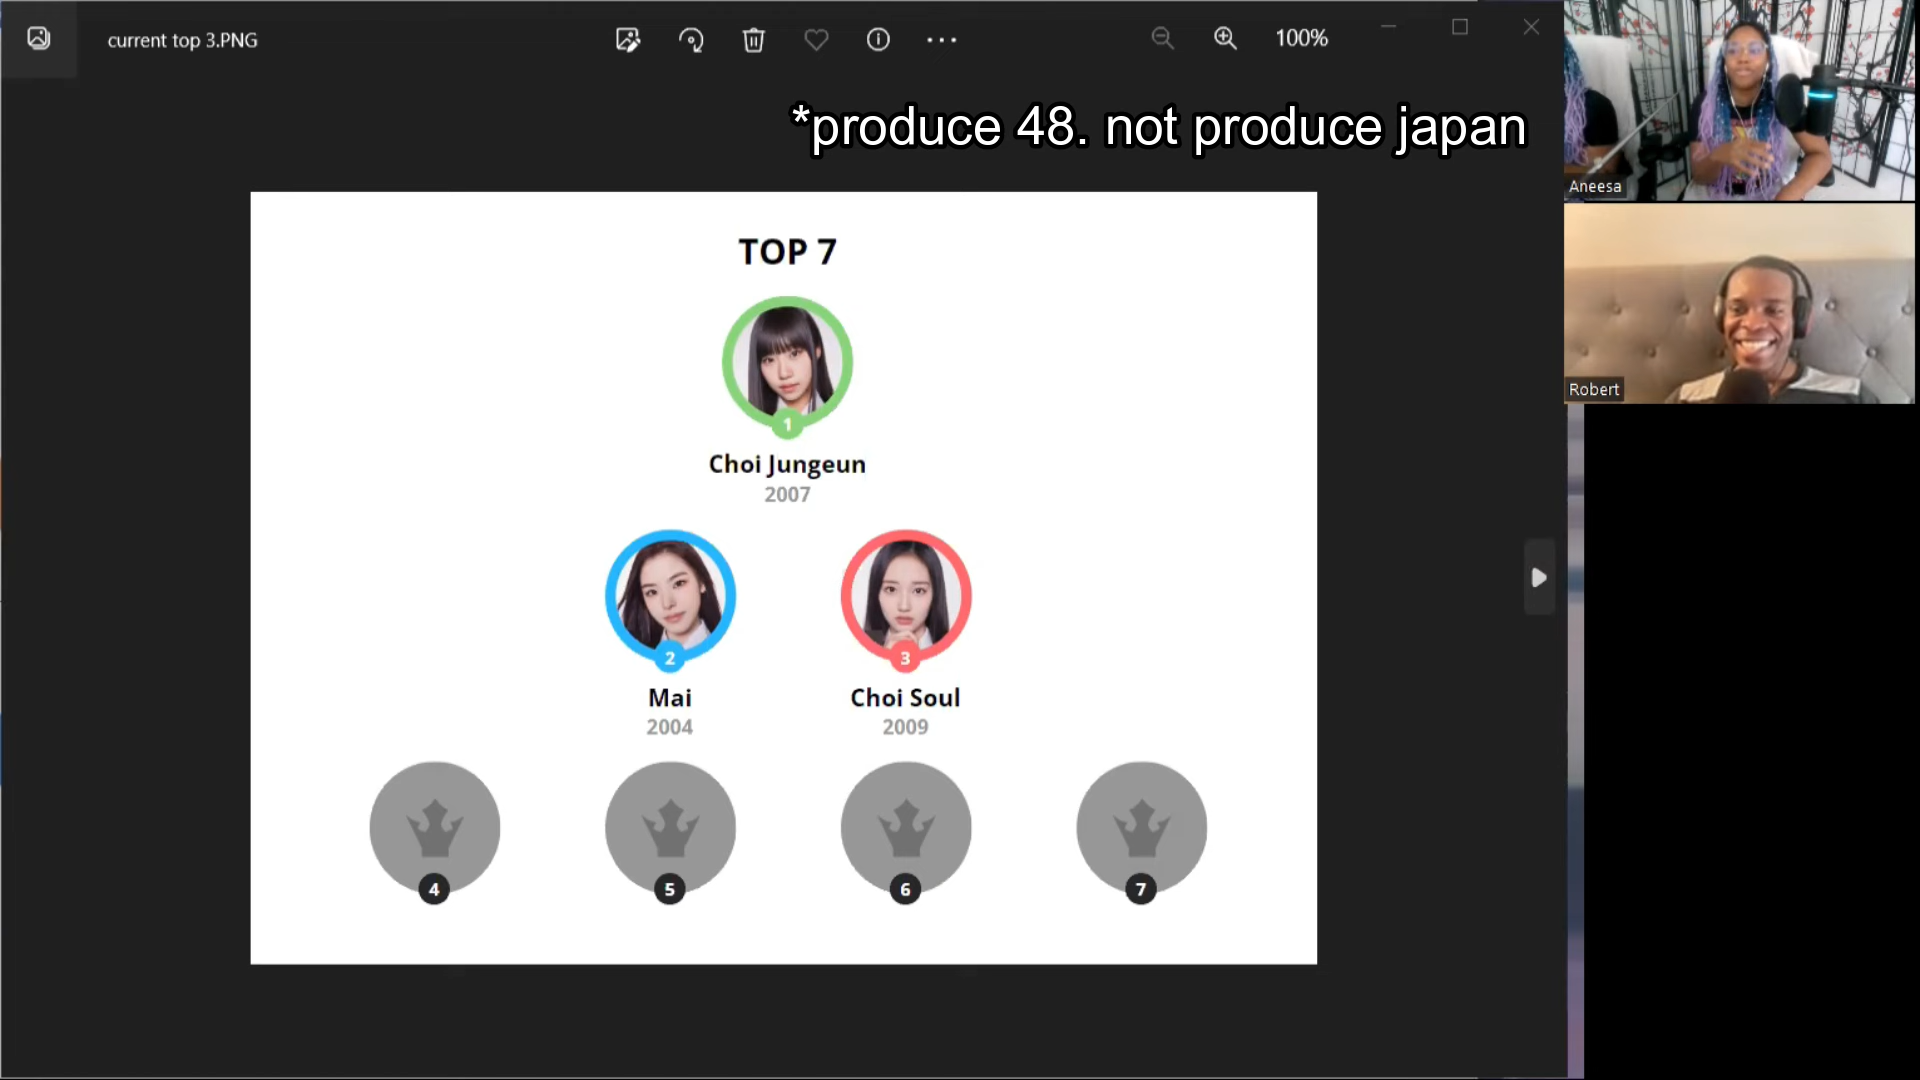 current top 3.PNG
100%
*produce 48. not produce japan
Aneesa
Robert
TOP 7
1
Choi Jungeun
2007
2
3
Mai
Choi Soul
2004
2009
4
5
6
7